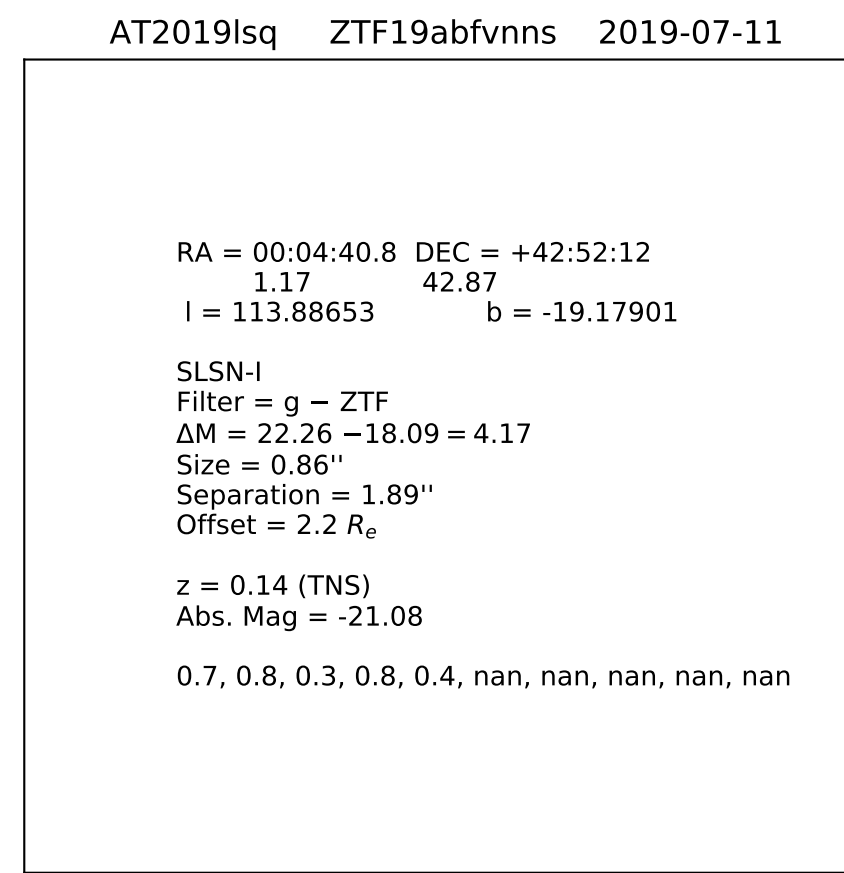 AT2019lsq ZTF19abfvnns 2019-07-11
RA = 00:04:40.8 DEC = +42:52:12
1.17 42.87
l = 113.88653 b = -19.17901
SLSN-I
Filter = g − ZTF
ΔM = 22.26 −18.09 = 4.17
Size = 0.86''
Separation = 1.89''
Offset = 2.2 Rₑ
z = 0.14 (TNS)
Abs. Mag = -21.08
0.7, 0.8, 0.3, 0.8, 0.4, nan, nan, nan, nan, nan